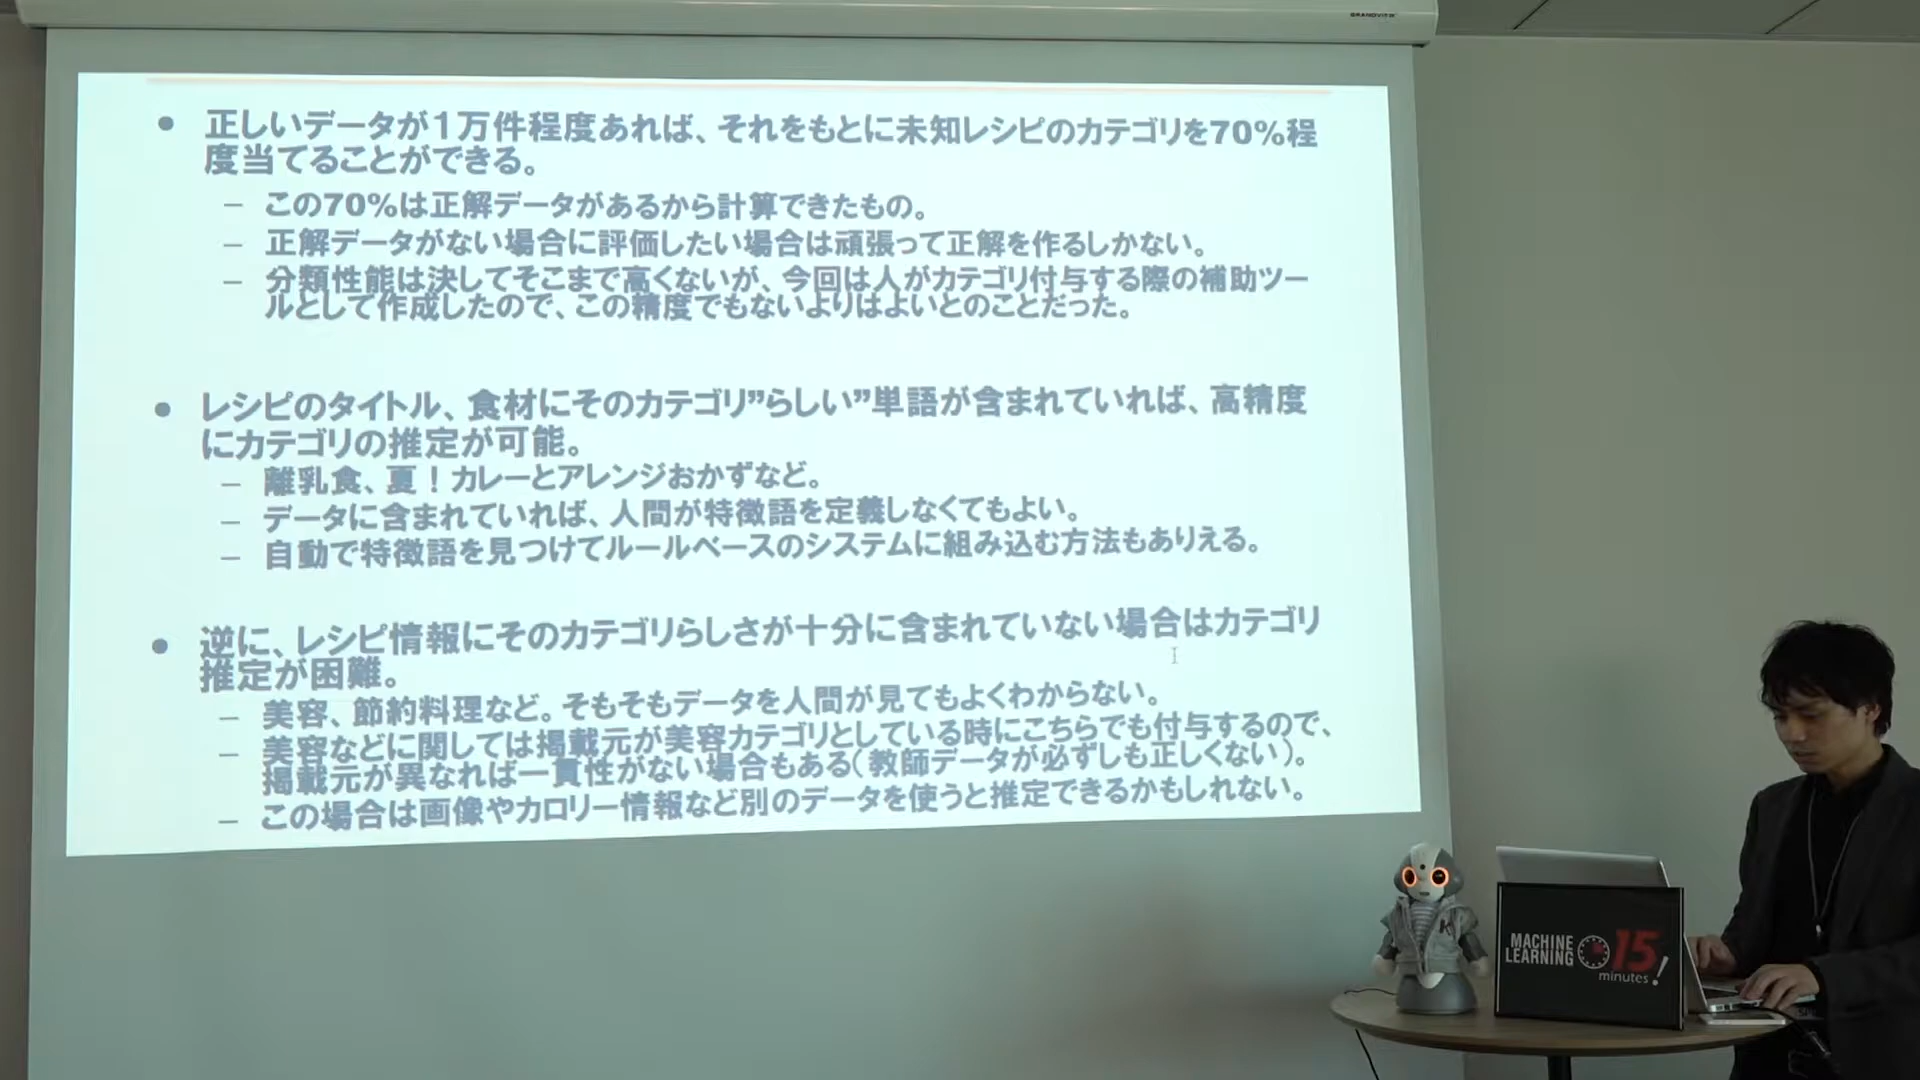 GRANDVIEW
● 正しいデータが１万件程度あれば、それをもとに未知レシピのカテゴリを70%程
度当てることができる。
– この70%は正解データがあるから計算できたもの。
– 正解データがない場合に評価したい場合は頑張って正解を作るしかない。
– 分類性能は決してそこまで高くないが、今回は人がカテゴリ付与する際の補助ツー
ルとして作成したので、この精度でもないよりはよいとのことだった。
● レシピのタイトル、食材にそのカテゴリ”らしい”単語が含まれていれば、高精度
にカテゴリの推定が可能。
– 離乳食、夏！カレーとアレンジおかずなど。
– データに含まれていれば、人間が特徴語を定義しなくてもよい。
– 自動で特徴語を見つけてルールベースのシステムに組み込む方法もありえる。
● 逆に、レシピ情報にそのカテゴリらしさが十分に含まれていない場合はカテゴリ
推定が困難。
– 美容、節約料理など。そもそもデータを人間が見てもよくわからない。
– 美容などに関しては掲載元が美容カテゴリとしている時にこちらでも付与するので、
掲載元が異なれば一貫性がない場合もある（教師データが必ずしも正しくない）。
– この場合は画像やカロリー情報など別のデータを使うと推定できるかもしれない。
K
MACHINE
LEARNING 15
minutes!